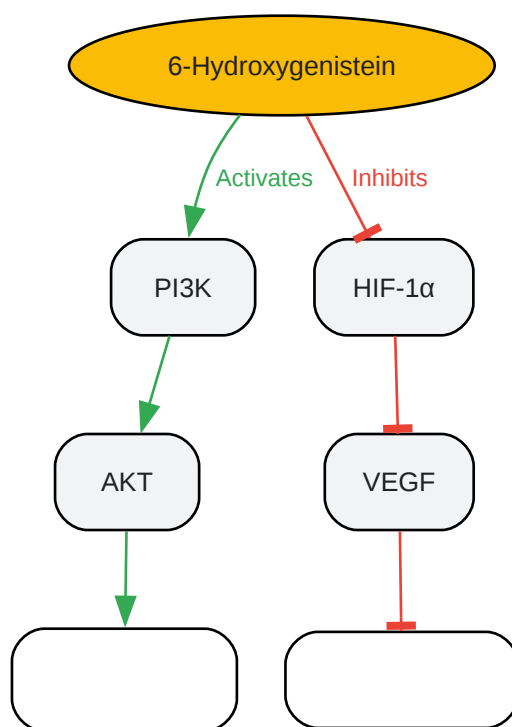 6-Hydroxygenistein
Activates
Inhibits
PI3K
HIF-1α
AKT
VEGF